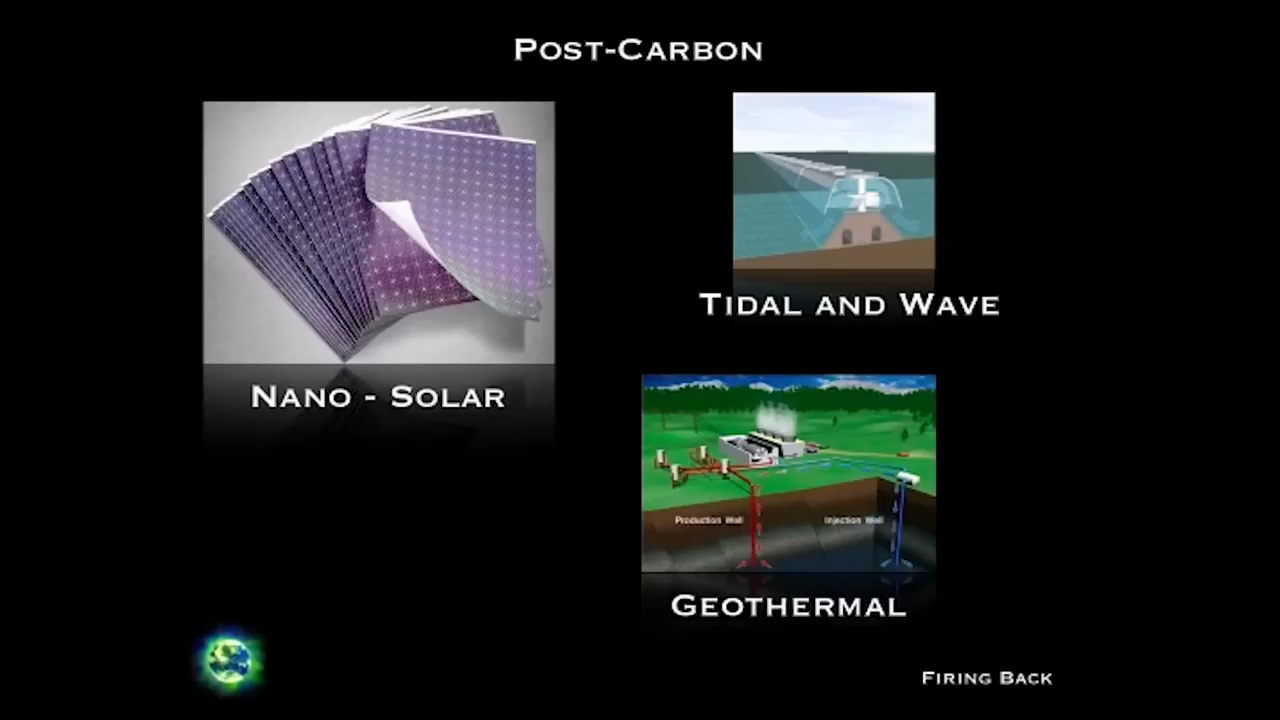 Post-Carbon
Tidal and Wave
Nano - Solar
Production Well
Injection Well
Geothermal
Firing Back